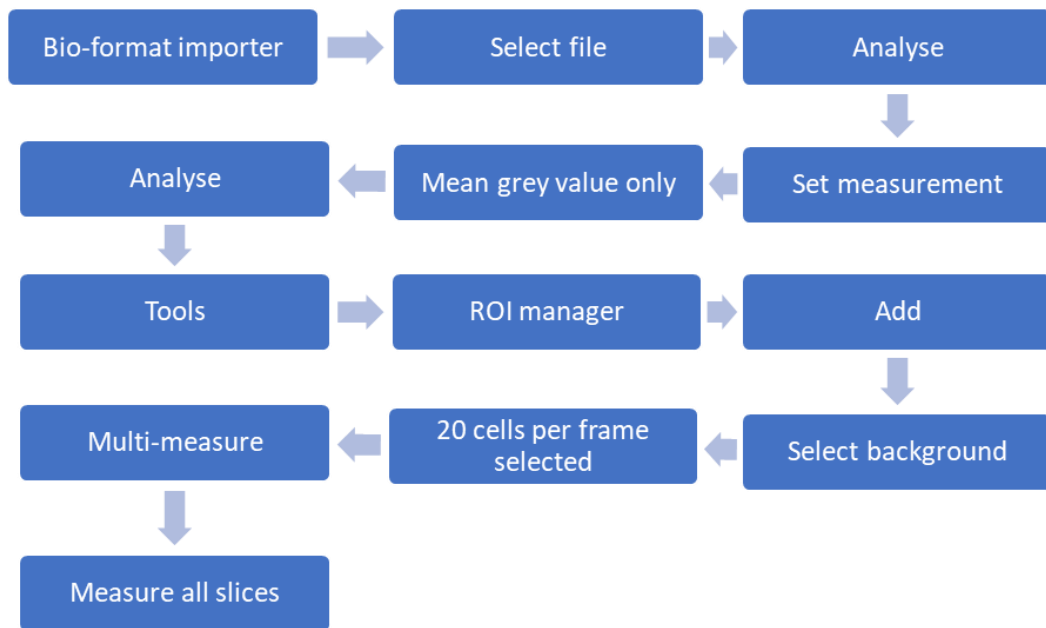 Bio-format importer
Select file
Analyse
Set measurement
Mean grey value only
Analyse
Tools
ROI manager
Add
Select background
20 cells per frame
selected
Multi-measure
Measure all slices